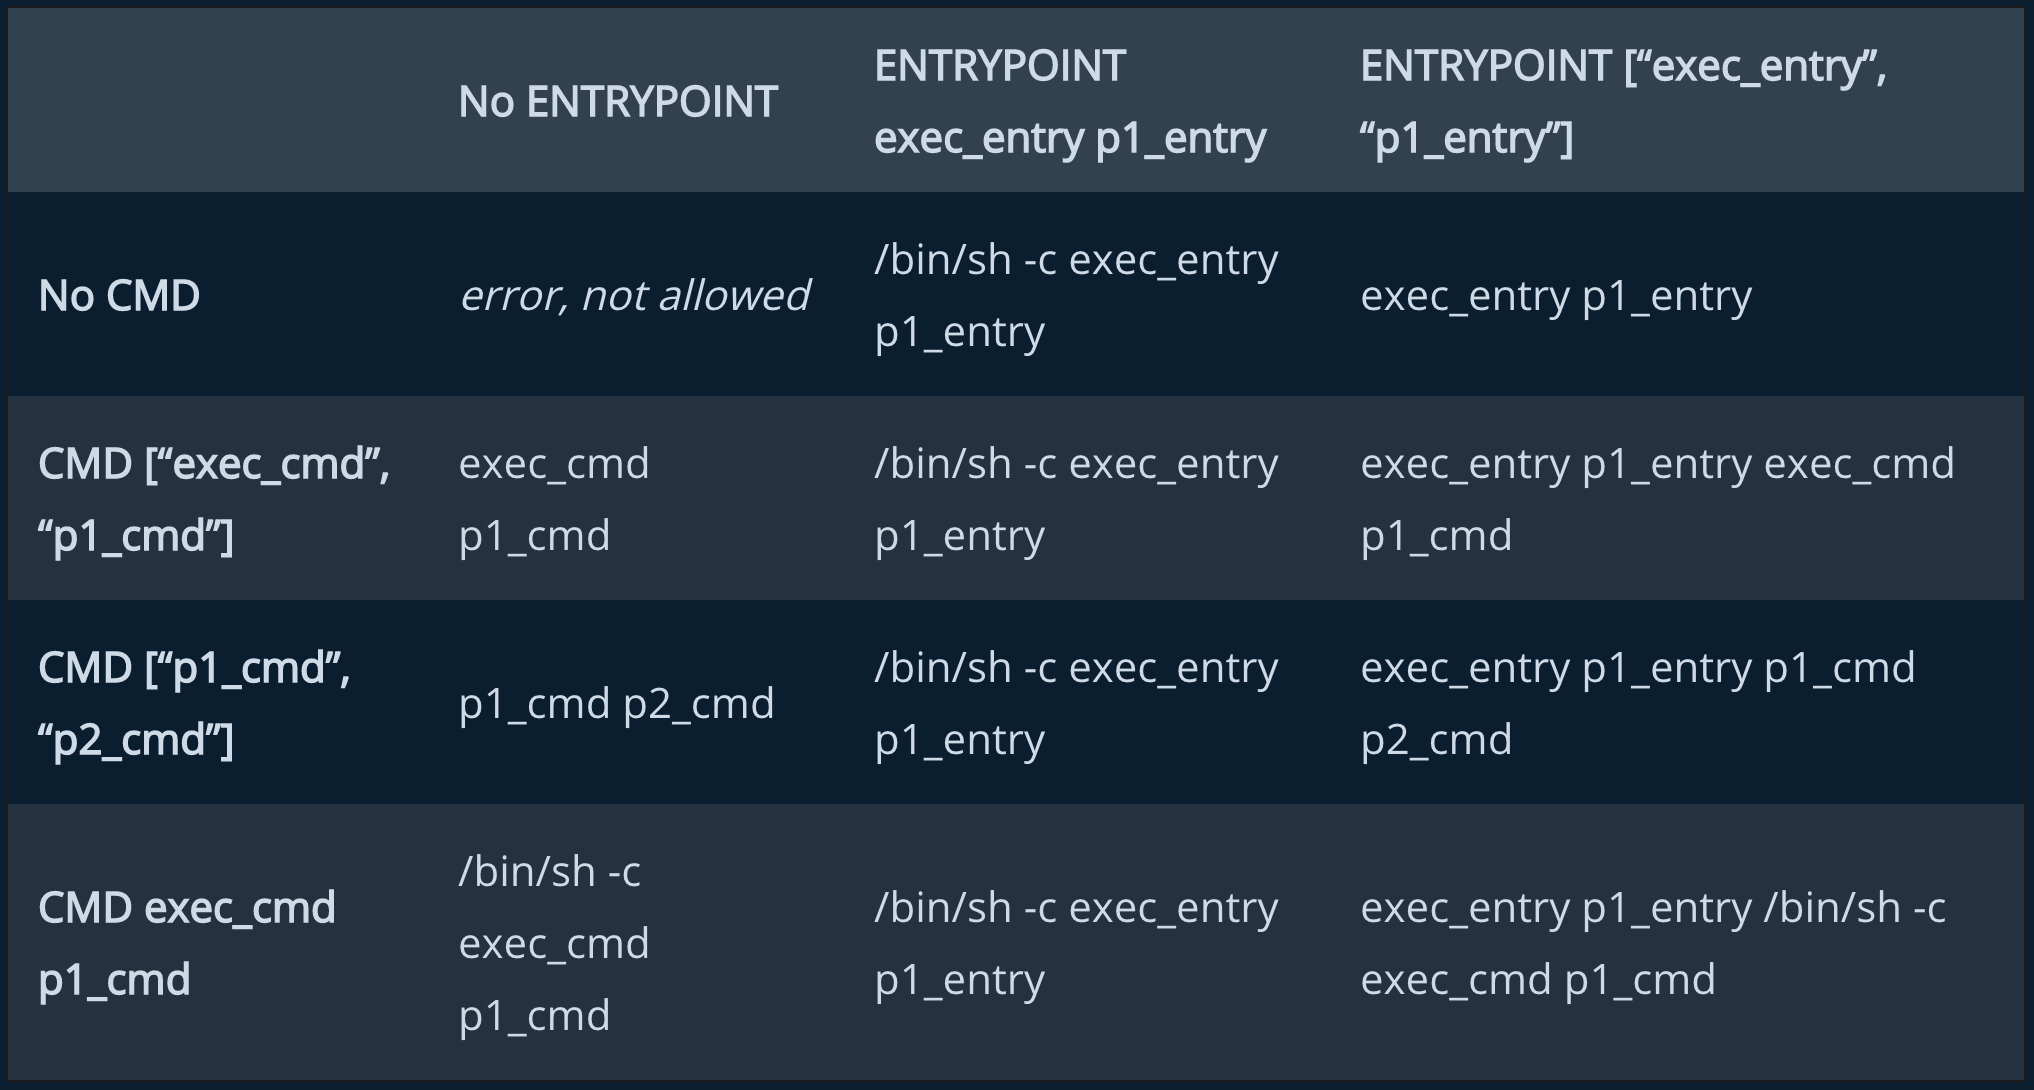 No ENTRYPOINT
ENTRYPOINT
exec_entry p1_entry
ENTRYPOINT [“exec_entry”,
“p1_entry”]
No CMD
error, not allowed
/bin/sh -c exec_entry
p1_entry
exec_entry p1_entry
CMD [“exec_cmd”,
“p1_cmd”]
exec_cmd
p1_cmd
/bin/sh -c exec_entry
p1_entry
exec_entry p1_entry exec_cmd
p1_cmd
CMD [“p1_cmd”,
“p2_cmd”]
p1_cmd p2_cmd
/bin/sh -c exec_entry
p1_entry
exec_entry p1_entry p1_cmd
p2_cmd
CMD exec_cmd
p1_cmd
/bin/sh -c
exec_cmd
p1_cmd
/bin/sh -c exec_entry
p1_entry
exec_entry p1_entry /bin/sh -c
exec_cmd p1_cmd